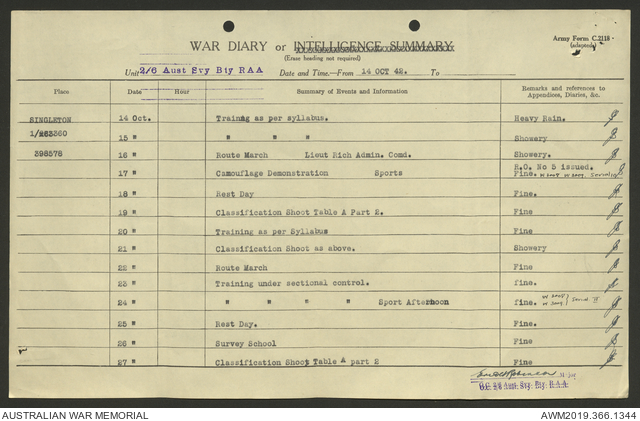 WAR DIARY or INTELLIGENCE SUMMARY
Army Form C.2118
(adapted)
(Erase heading not required)
Unit 2/6 Aust Svy Bty RAA Date and Time.—From 14 OCT 42. To
Place Date Hour Summary of Events and Information Remarks and references to Appendices, Diaries, &c.
SINGLETON 14 Oct. Training as per syllabus. Heavy Rain.
1/253360 15 " " " " Showery
398578 16 " Route March Lieut Rich Admin. Comd. Showery.
R.O. No 5 issued.
17 " Camouflage Demonstration Sports Fine.
18 " Rest Day Fine.
19 " Classification Shoot Table A Part 2. Fine
20 " Training as per Syllabus Fine
21 " Classification Shoot as above. Showery
22 " Route March Fine
23 " Training under sectional control. fine.
24 " " " " " Sport Afternoon fine.
25 " Rest Day. Fine
26 " Survey School Fine
27 " Classification Shoot Table A part 2 Fine
O.C. 2/6 Aust. Svy. Bty. R.A.A.
AUSTRALIAN WAR MEMORIAL AWM2019.366.1344